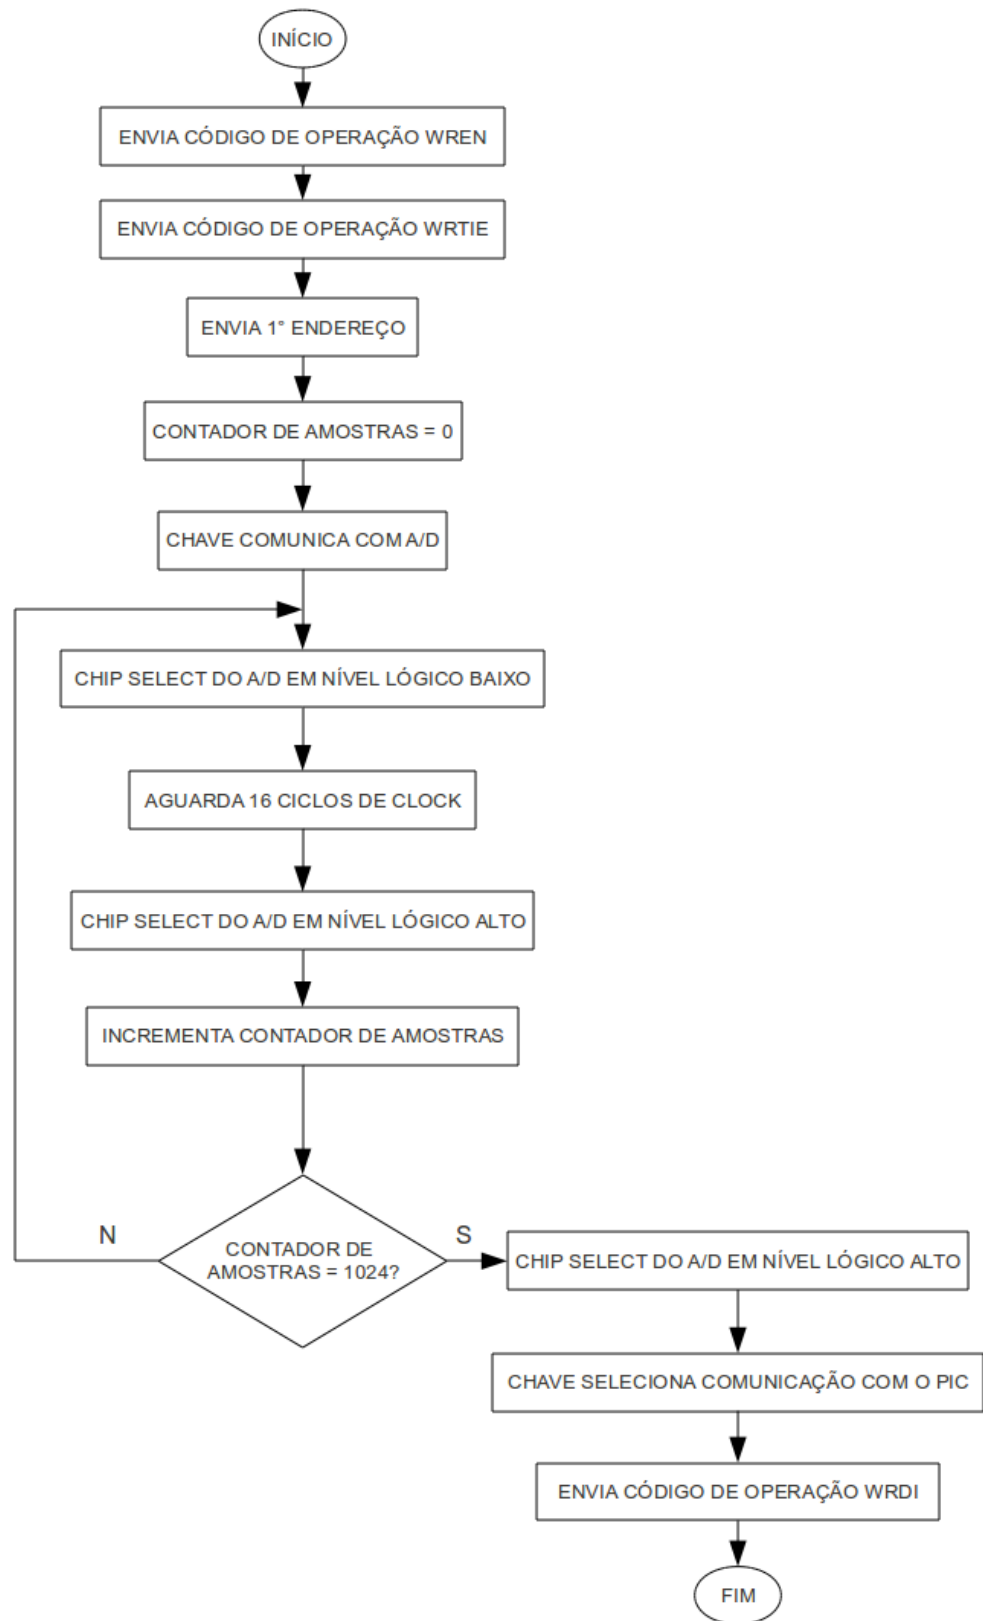 INÍCIO
ENVIA CÓDIGO DE OPERAÇÃO WREN
ENVIA CÓDIGO DE OPERAÇÃO WRTIE
ENVIA 1° ENDEREÇO
CONTADOR DE AMOSTRAS = 0
CHAVE COMUNICA COM A/D
CHIP SELECT DO A/D EM NÍVEL LÓGICO BAIXO
AGUARDA 16 CICLOS DE CLOCK
CHIP SELECT DO A/D EM NÍVEL LÓGICO ALTO
INCREMENTA CONTADOR DE AMOSTRAS
N
S
CONTADOR DE
AMOSTRAS = 1024?
CHIP SELECT DO A/D EM NÍVEL LÓGICO ALTO
CHAVE SELECIONA COMUNICAÇÃO COM O PIC
ENVIA CÓDIGO DE OPERAÇÃO WRDI
FIM